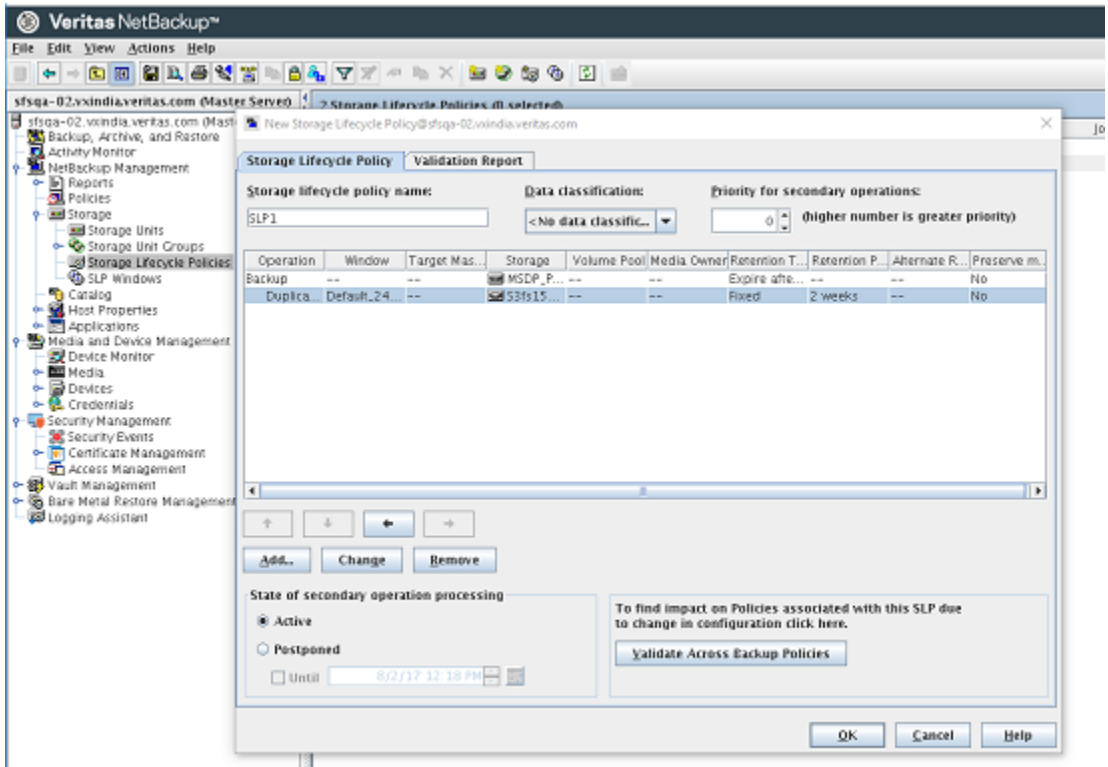 Veritas NetBackup™
File Edit View Actions Help
sfsqa-02.vxindia.veritas.com (Master Server)
2 Storage Lifecycle Policies (0 selected)
sfsqa-02.vxindia.veritas.com (Mast
Backup, Archive, and Restore
Activity Monitor
NetBackup Management
Reports
Policies
Storage
Storage Units
Storage Unit Groups
Storage Lifecycle Policies
SLP Windows
Catalog
Host Properties
Applications
Media and Device Management
Device Monitor
Media
Devices
Credentials
Security Management
Security Events
Certificate Management
Access Management
Vault Management
Bare Metal Restore Management
Logging Assistant
Jo
New Storage Lifecycle Policy@sfsqa-02.vxindia.veritas.com
Storage Lifecycle Policy Validation Report
Storage lifecycle policy name: Data classification: Priority for secondary operations:
SLP1 <No data classific... 0 (higher number is greater priority)
Operation Window Target Mas... Storage Volume Pool Media Owner Retention T... Retention P... Alternate R... Preserve m...
Backup -- -- MSDP_P... -- -- Expire afte... -- -- No
Duplica... Default_24... -- S3fs15... -- -- Fixed 2 weeks -- No
Add... Change Remove
State of secondary operation processing
Active
Postponed
Until 8/2/17 12:18 PM
To find impact on Policies associated with this SLP due
to change in configuration click here.
Validate Across Backup Policies
OK Cancel Help